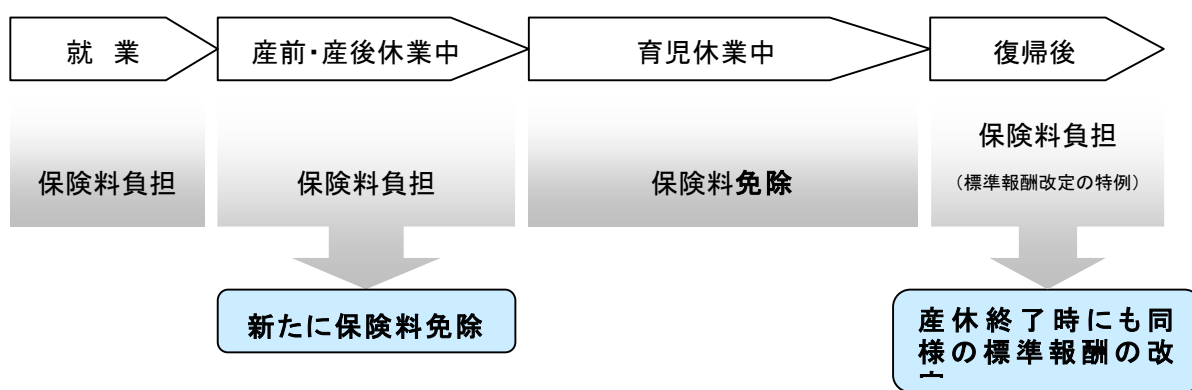 就 業
産前・産後休業中
育児休業中
復帰後
保険料負担
保険料負担
保険料免除
保険料負担
（標準報酬改定の特例）
新たに保険料免除
産休終了時にも同
様の標準報酬の改